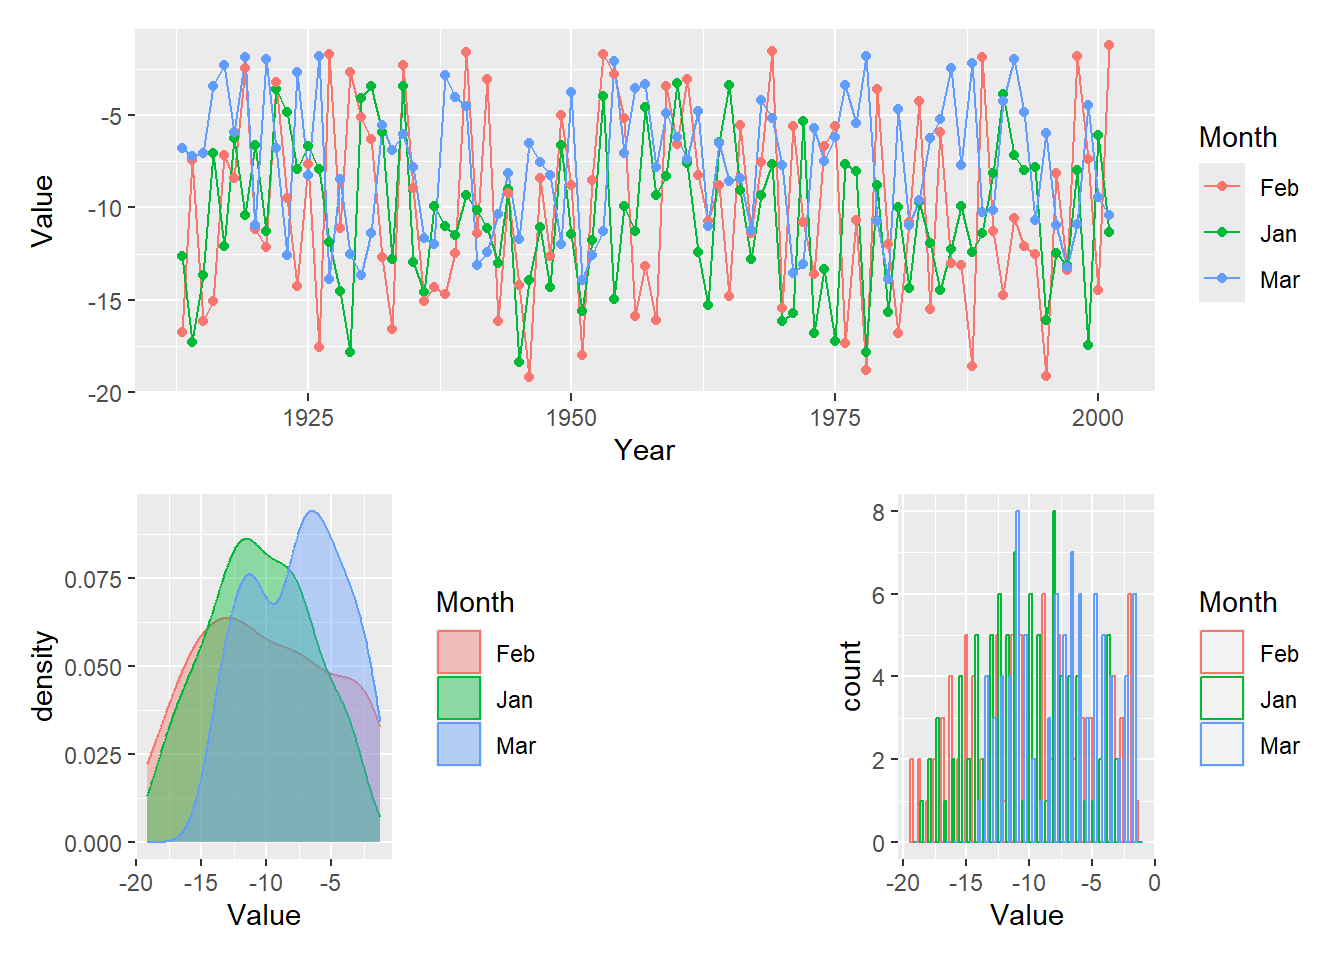 Value
-5
-10
-15
-20
1925 1950 1975 2000
Year
Month
Feb
Jan
Mar
density
0.075
0.050
0.025
0.000
-20 -15 -10 -5
Value
Month
Feb
Jan
Mar
count
8
6
4
2
0
-20 -15 -10 -5 0
Value
Month
Feb
Jan
Mar